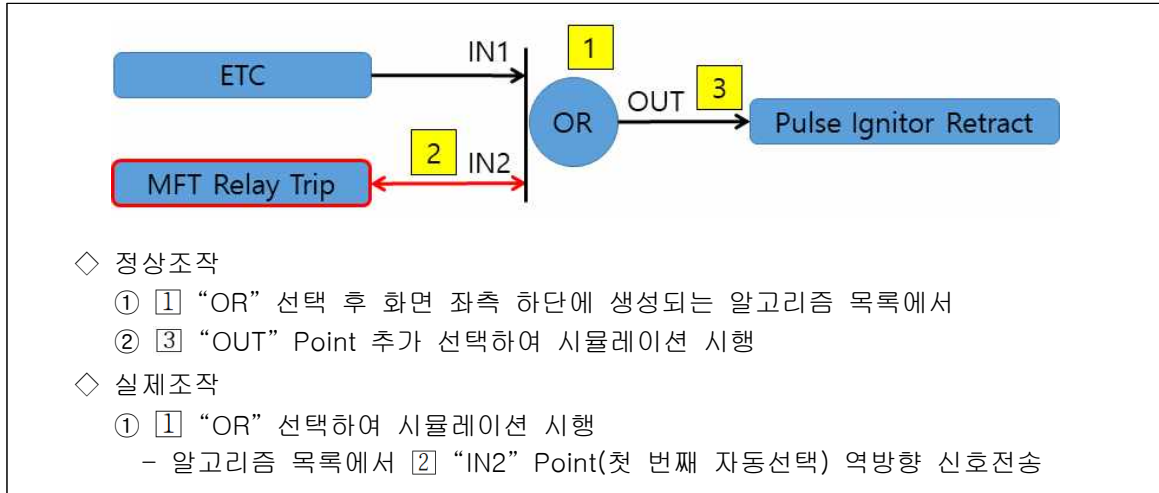 IN1
1
ETC
OUT
3
OR
Pulse Ignitor Retract
2
IN2
MFT Relay Trip
◇ 정상조작
① 1 “OR” 선택 후 화면 좌측 하단에 생성되는 알고리즘 목록에서
② 3 “OUT” Point 추가 선택하여 시뮬레이션 시행
◇ 실제조작
① 1 “OR” 선택하여 시뮬레이션 시행
- 알고리즘 목록에서 2 “IN2” Point(첫 번째 자동선택) 역방향 신호전송